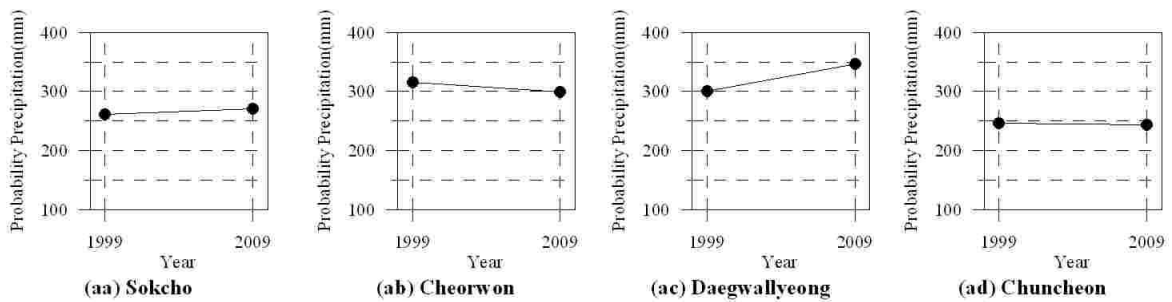 Probability Precipitation(mm)
400
300
200
100
1999 2009
Year
(aa) Sokcho
Probability Precipitation(mm)
400
300
200
100
1999 2009
Year
(ab) Cheorwon
Probability Precipitation(mm)
400
300
200
100
1999 2009
Year
(ac) Daegwallyeong
Probability Precipitation(mm)
400
300
200
100
1999 2009
Year
(ad) Chuncheon